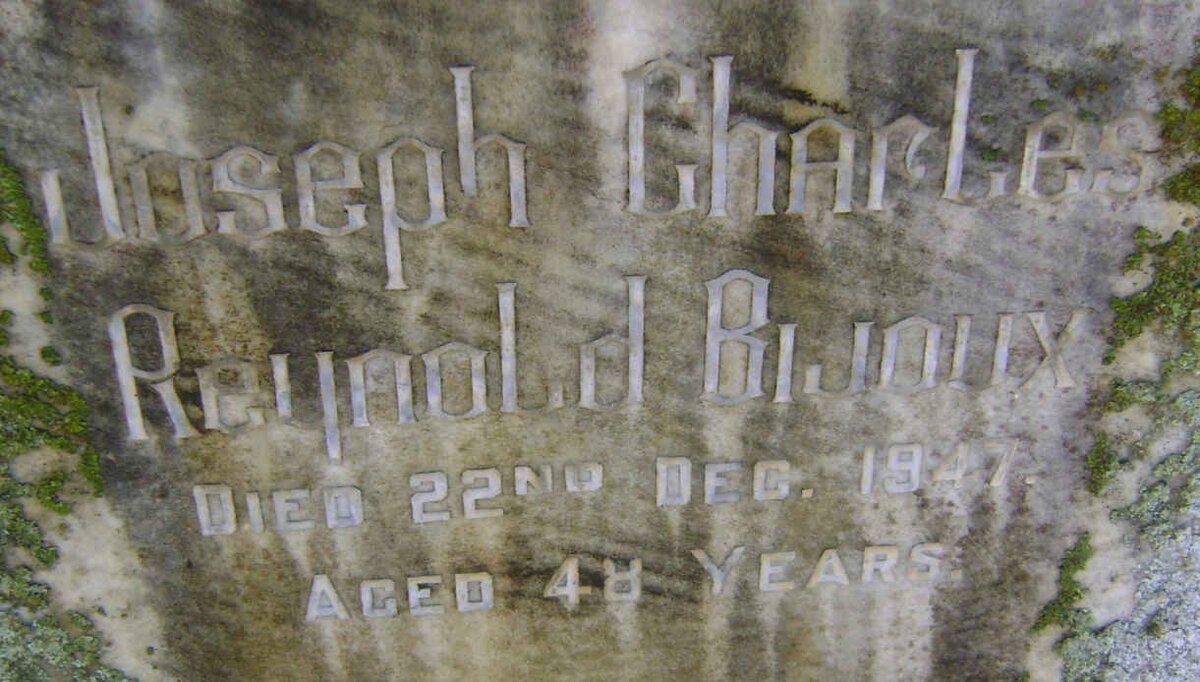 Joseph Charles
Reynold Bijoux
DIED 22ND DEC. 1947.
AGED 48 YEARS.